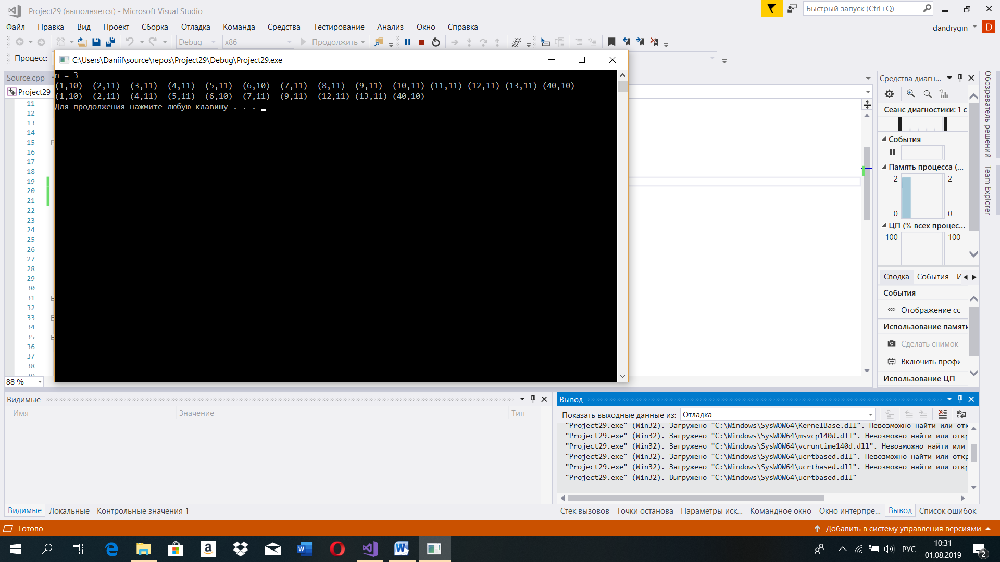 Project29 (выполняется) - Microsoft Visual Studio
Быстрый запуск (Ctrl+Q)
Файл Правка Вид Проект Сборка Отладка Команда Средства Тестирование Анализ Окно Справка
dandrygin D
Debug x86 Продолжить
Процесс:
C:\Users\Daniil\source\repos\Project29\Debug\Project29.exe
Source.cpp
Project29
n = 3
(1,10) (2,11) (3,11) (4,11) (5,11) (6,10) (7,11) (8,11) (9,11) (10,11) (11,11) (12,11) (13,11) (40,10)
(1,10) (2,11) (4,11) (5,11) (6,10) (7,11) (9,11) (12,11) (13,11) (40,10)
Для продолжения нажмите любую клавишу . . .
11
12
13
14
15
16
17
18
19
20
21
22
23
24
25
26
27
28
29
30
31
32
33
34
35
36
37
38
39
88 %
Средства диагн...
Сеанс диагностики: 1 с
События
Память процесса (...
2 2
0 0
ЦП (% всех процес...
100 100
Сводка События И
События
Отображение сс
Использование памяти
Сделать снимок
Включить профи
Использование ЦП
Обозреватель решений
Team Explorer
Видимые
Имя Значение Тип
Видимые Локальные Контрольные значения 1
Вывод
Показать выходные данные из: Отладка
"Project29.exe" (Win32). Загружено "C:\Windows\SysWOW64\KernelBase.dll". Невозможно найти или отк
"Project29.exe" (Win32). Загружено "C:\Windows\SysWOW64\msvcp140d.dll". Невозможно найти или откр
"Project29.exe" (Win32). Загружено "C:\Windows\SysWOW64\vcruntime140d.dll". Невозможно найти или
"Project29.exe" (Win32). Загружено "C:\Windows\SysWOW64\ucrtbased.dll". Невозможно найти или откр
"Project29.exe" (Win32). Загружено "C:\Windows\SysWOW64\ucrtbased.dll". Невозможно найти или откр
"Project29.exe" (Win32). Выгружено "C:\Windows\SysWOW64\ucrtbased.dll"
Стек вызовов Точки останова Параметры иск... Командное окно Окно интерпре... Вывод Список ошибок
Готово
Добавить в систему управления версиями
РУС
10:31
01.08.2019
2